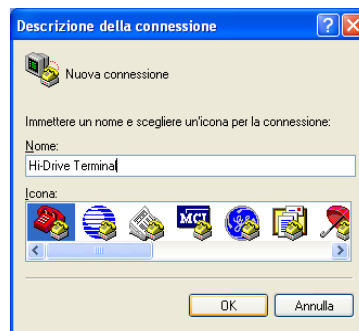 Descrizione della connessione
Nuova connessione
Immettere un nome e scegliere un'icona per la connessione:
Nome:
Hi-Drive Terminal
Icona:
MCI
OK Annulla